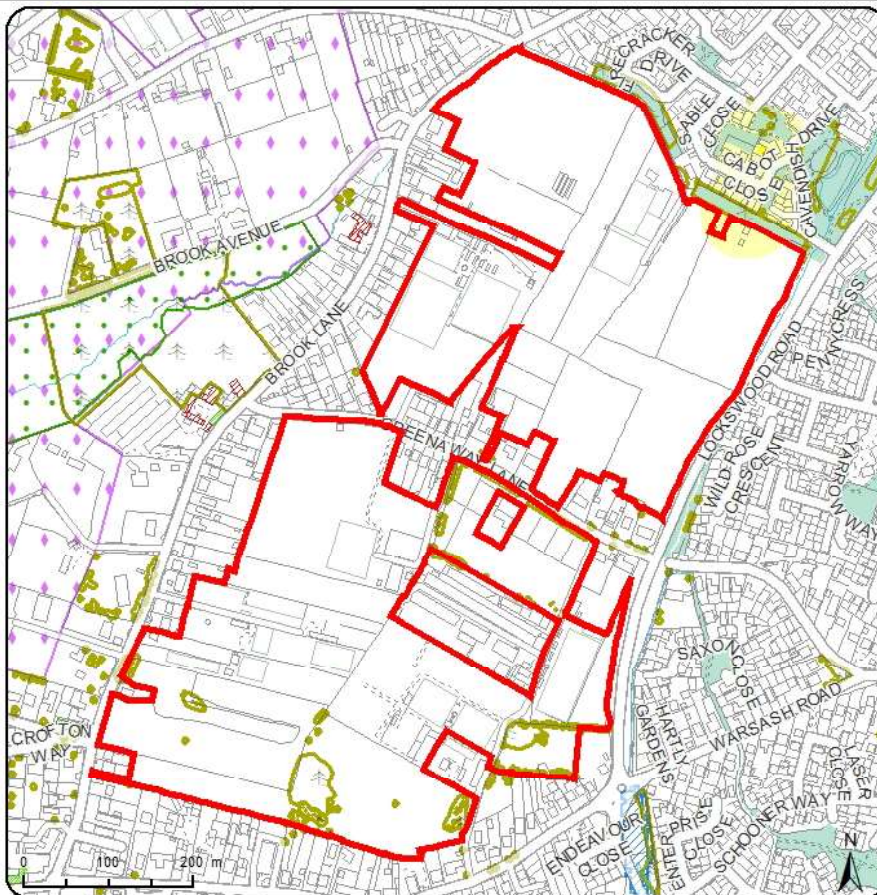 FIRECRACKER
DRIVE
SABLE
CLOSE
CABOT DRIVE
CLOSE
CAVENDISH
BROOK AVENUE
BROOK LANE
GREENAWAY LANE
LOCKSWOOD ROAD
PENNYCRESS
WILD ROSE
CRESCENT
YARROW WAY
SAXON CLOSE
HARTLY
GARDENS
WARSASH ROAD
LASER
CLOSE
CROFTON
WAY
ENDEAVOUR
CLOSE
ENTERPRISE
CLOSE
SCHOONER WAY
N
0 100 200 m